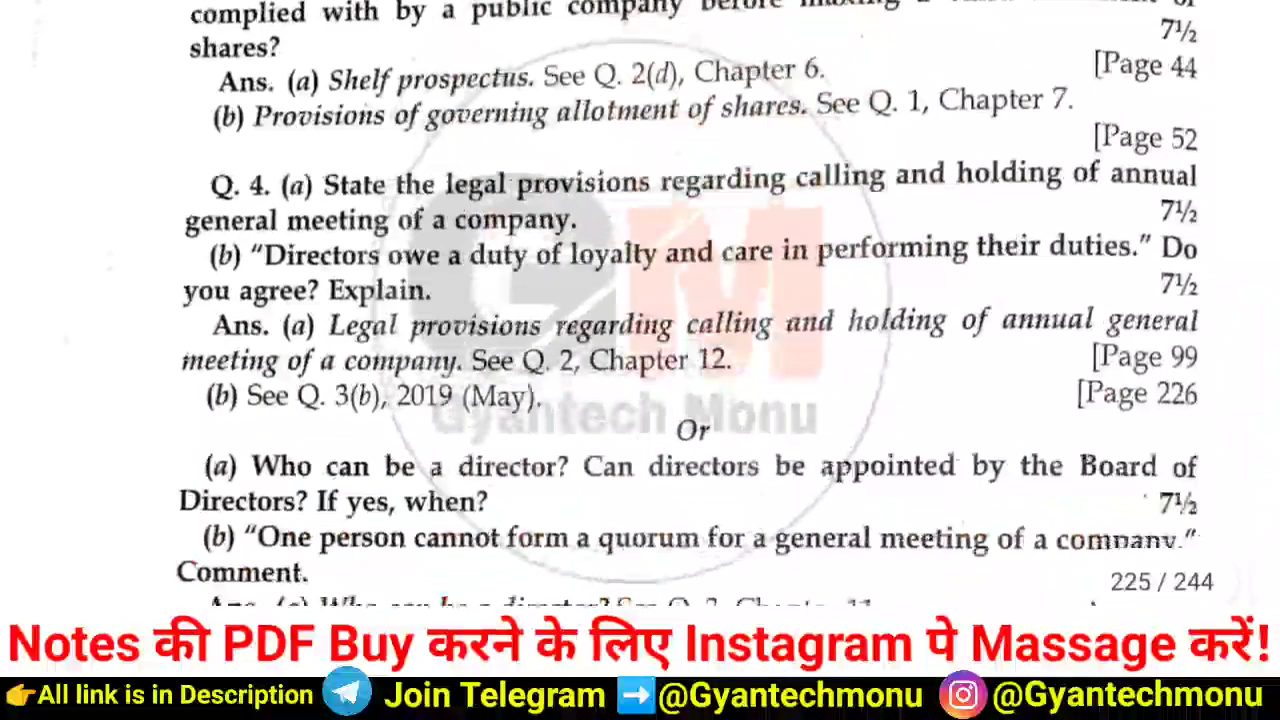 complied with by a public company before making a
shares? 7½
Ans. (a) Shelf prospectus. See Q. 2(d), Chapter 6. [Page 44
(b) Provisions of governing allotment of shares. See Q. 1, Chapter 7.
[Page 52
Q. 4. (a) State the legal provisions regarding calling and holding of annual
general meeting of a company. 7½
(b) “Directors owe a duty of loyalty and care in performing their duties.” Do
you agree? Explain. 7½
Ans. (a) Legal provisions regarding calling and holding of annual general
meeting of a company. See Q. 2, Chapter 12. [Page 99
(b) See Q. 3(b), 2019 (May). [Page 226
Gyantech Monu
Or
(a) Who can be a director? Can directors be appointed by the Board of
Directors? If yes, when? 7½
(b) “One person cannot form a quorum for a general meeting of a company.”
Comment.
225 / 244
Notes की PDF Buy करने के लिए Instagram पे Massage करें!
👉All link is in Description Join Telegram ➡️@Gyantechmonu @Gyantechmonu